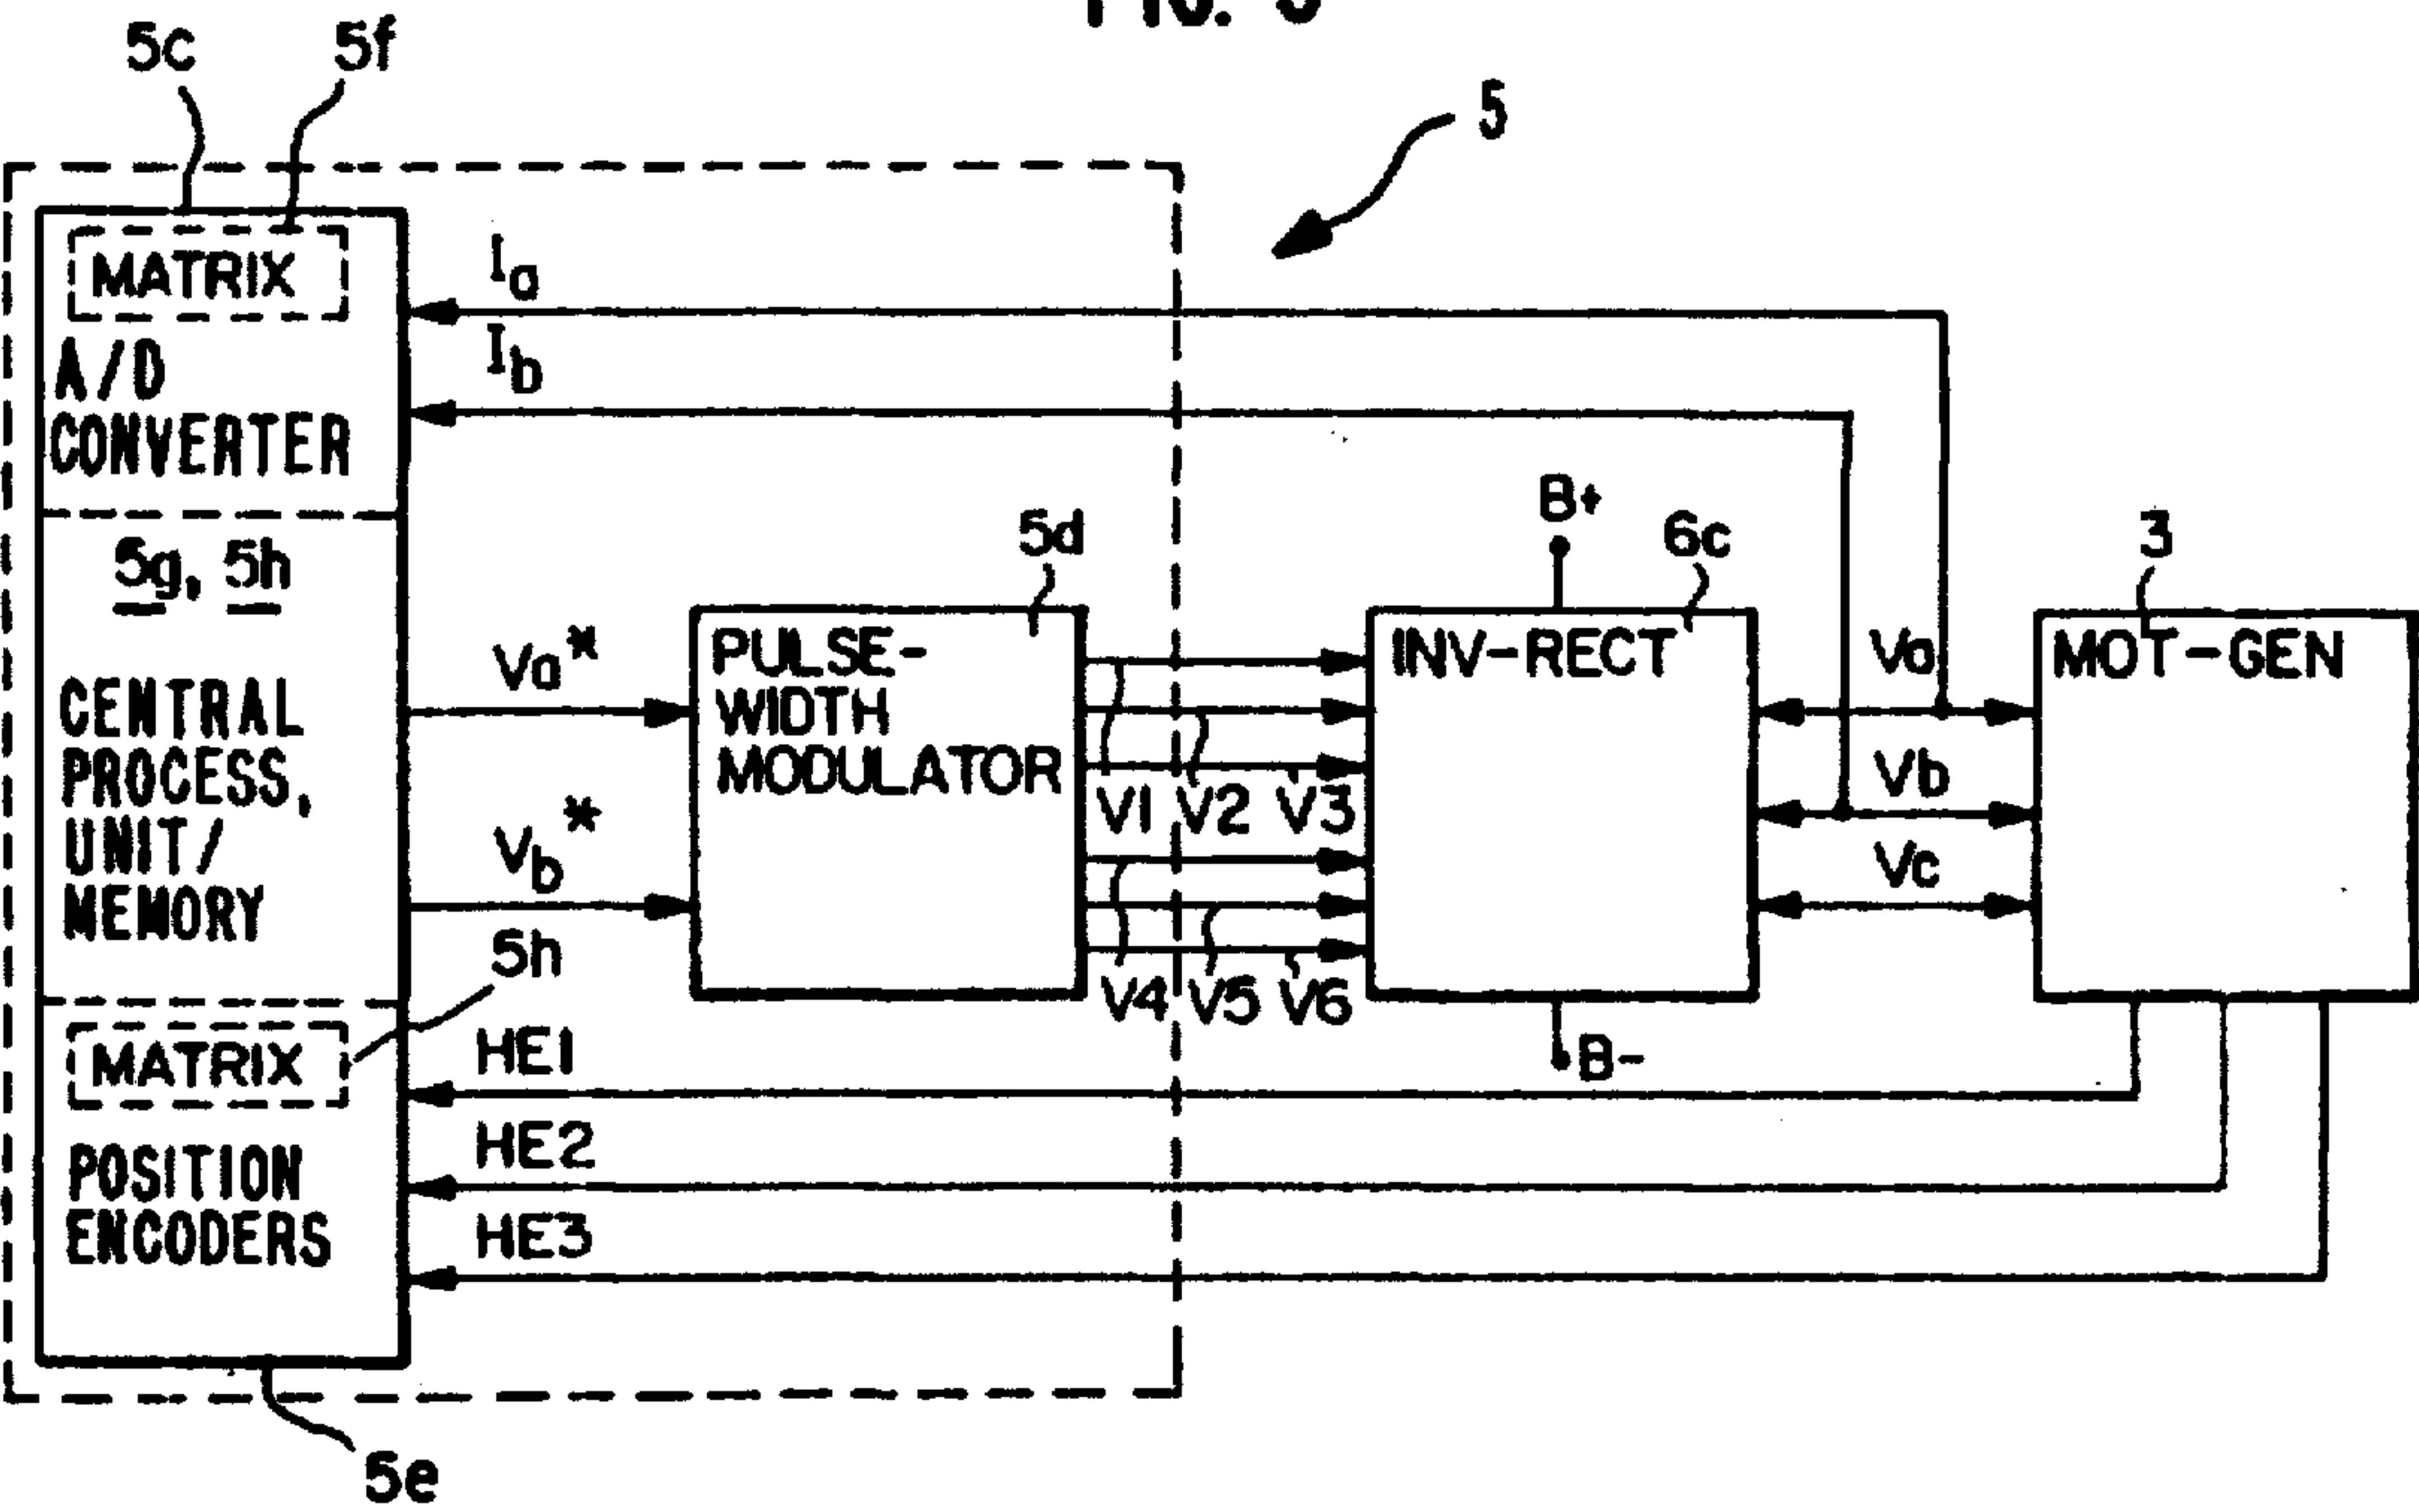 5c
5f
5
MATRIX
Ia
Ib
A/D
CONVERTER
5g, 5h
B+
5d
6c
3
CENTRAL
PROCESS,
UNIT/
MEMORY
Va*
Vb*
PULSE-
WIDTH
MODULATOR
V1 V2 V3
V4 V5 V6
INV-RECT
Va
Vb
Vc
MOT-GEN
B-
5h
MATRIX
HE1
HE2
HE3
POSITION
ENCODERS
5e